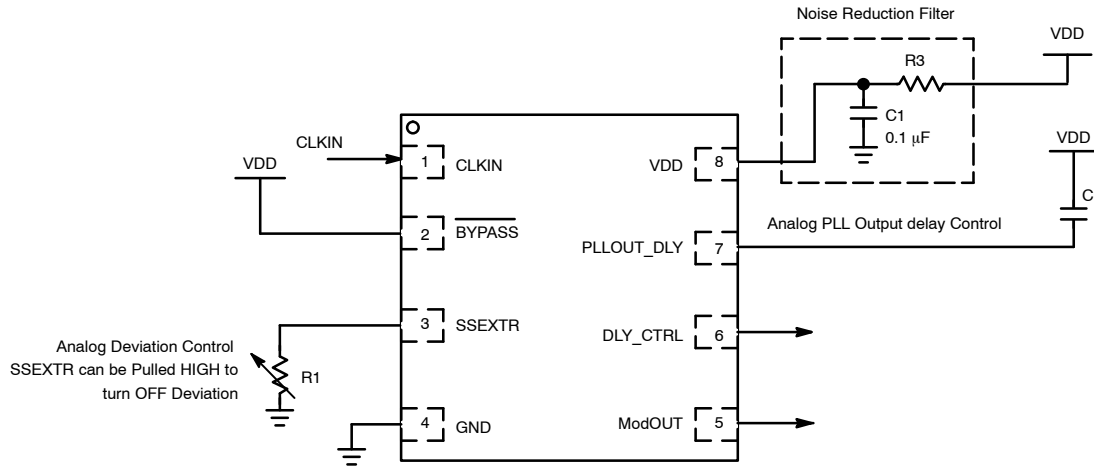 Noise Reduction Filter
VDD
R3
C1
0.1 μF
CLKIN
1
CLKIN
VDD
8
VDD
VDD
C
2
BYPASS
Analog PLL Output delay Control
PLLOUT_DLY
7
3
SSEXTR
DLY_CTRL
6
Analog Deviation Control
SSEXTR can be Pulled HIGH to
turn OFF Deviation
R1
4
GND
ModOUT
5